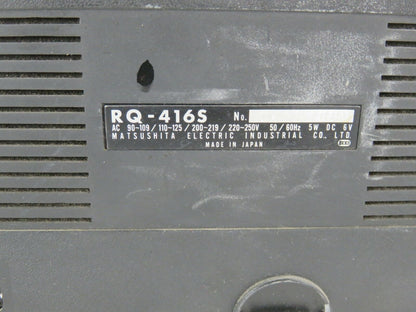 RQ-416S No.
AC 90-109/110-125/200-219/220-250V 50/60Hz 5W DC 6V
MATSUSHITA ELECTRIC INDUSTRIAL CO., LTD.
MADE IN JAPAN